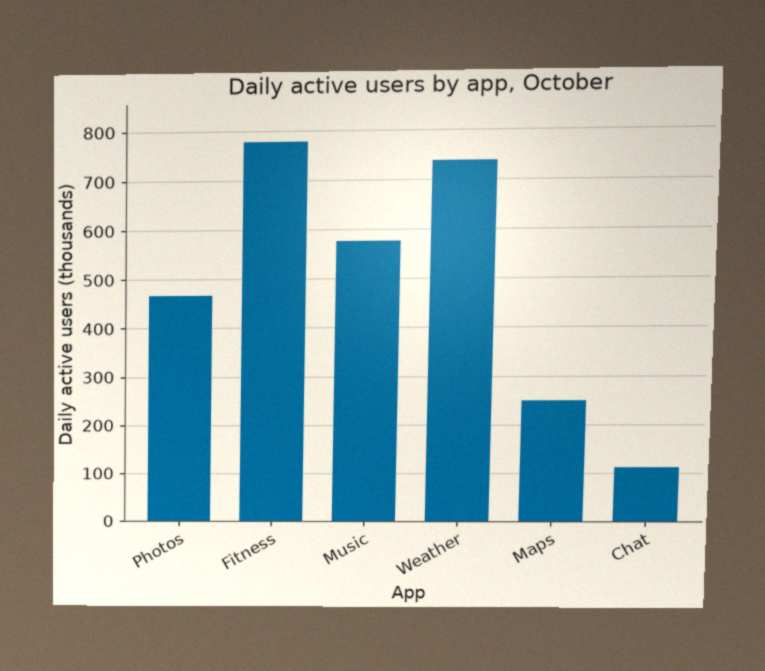 Daily active users by app, October
Daily active users (thousands)
800
700
600
500
400
300
200
100
0
Photos
Fitness
Music
Weather
Maps
Chat
App